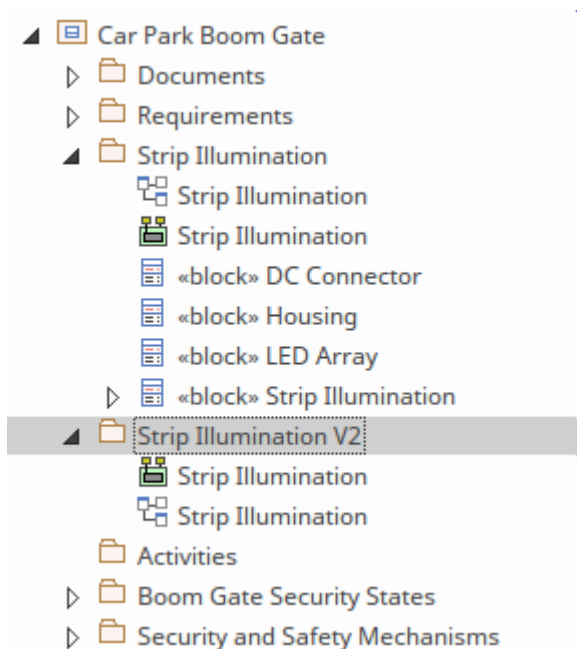 Car Park Boom Gate
Documents
Requirements
Strip Illumination
Strip Illumination
Strip Illumination
«block» DC Connector
«block» Housing
«block» LED Array
«block» Strip Illumination
Strip Illumination V2
Strip Illumination
Strip Illumination
Activities
Boom Gate Security States
Security and Safety Mechanisms